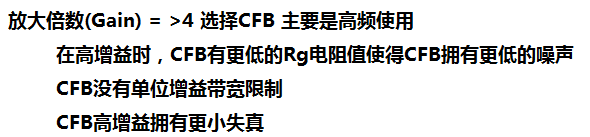 放大倍数(Gain) = >4 选择CFB 主要是高频使用
在高增益时，CFB有更低的Rg电阻值使得CFB拥有更低的噪声
CFB没有单位增益带宽限制
CFB高增益拥有更小失真